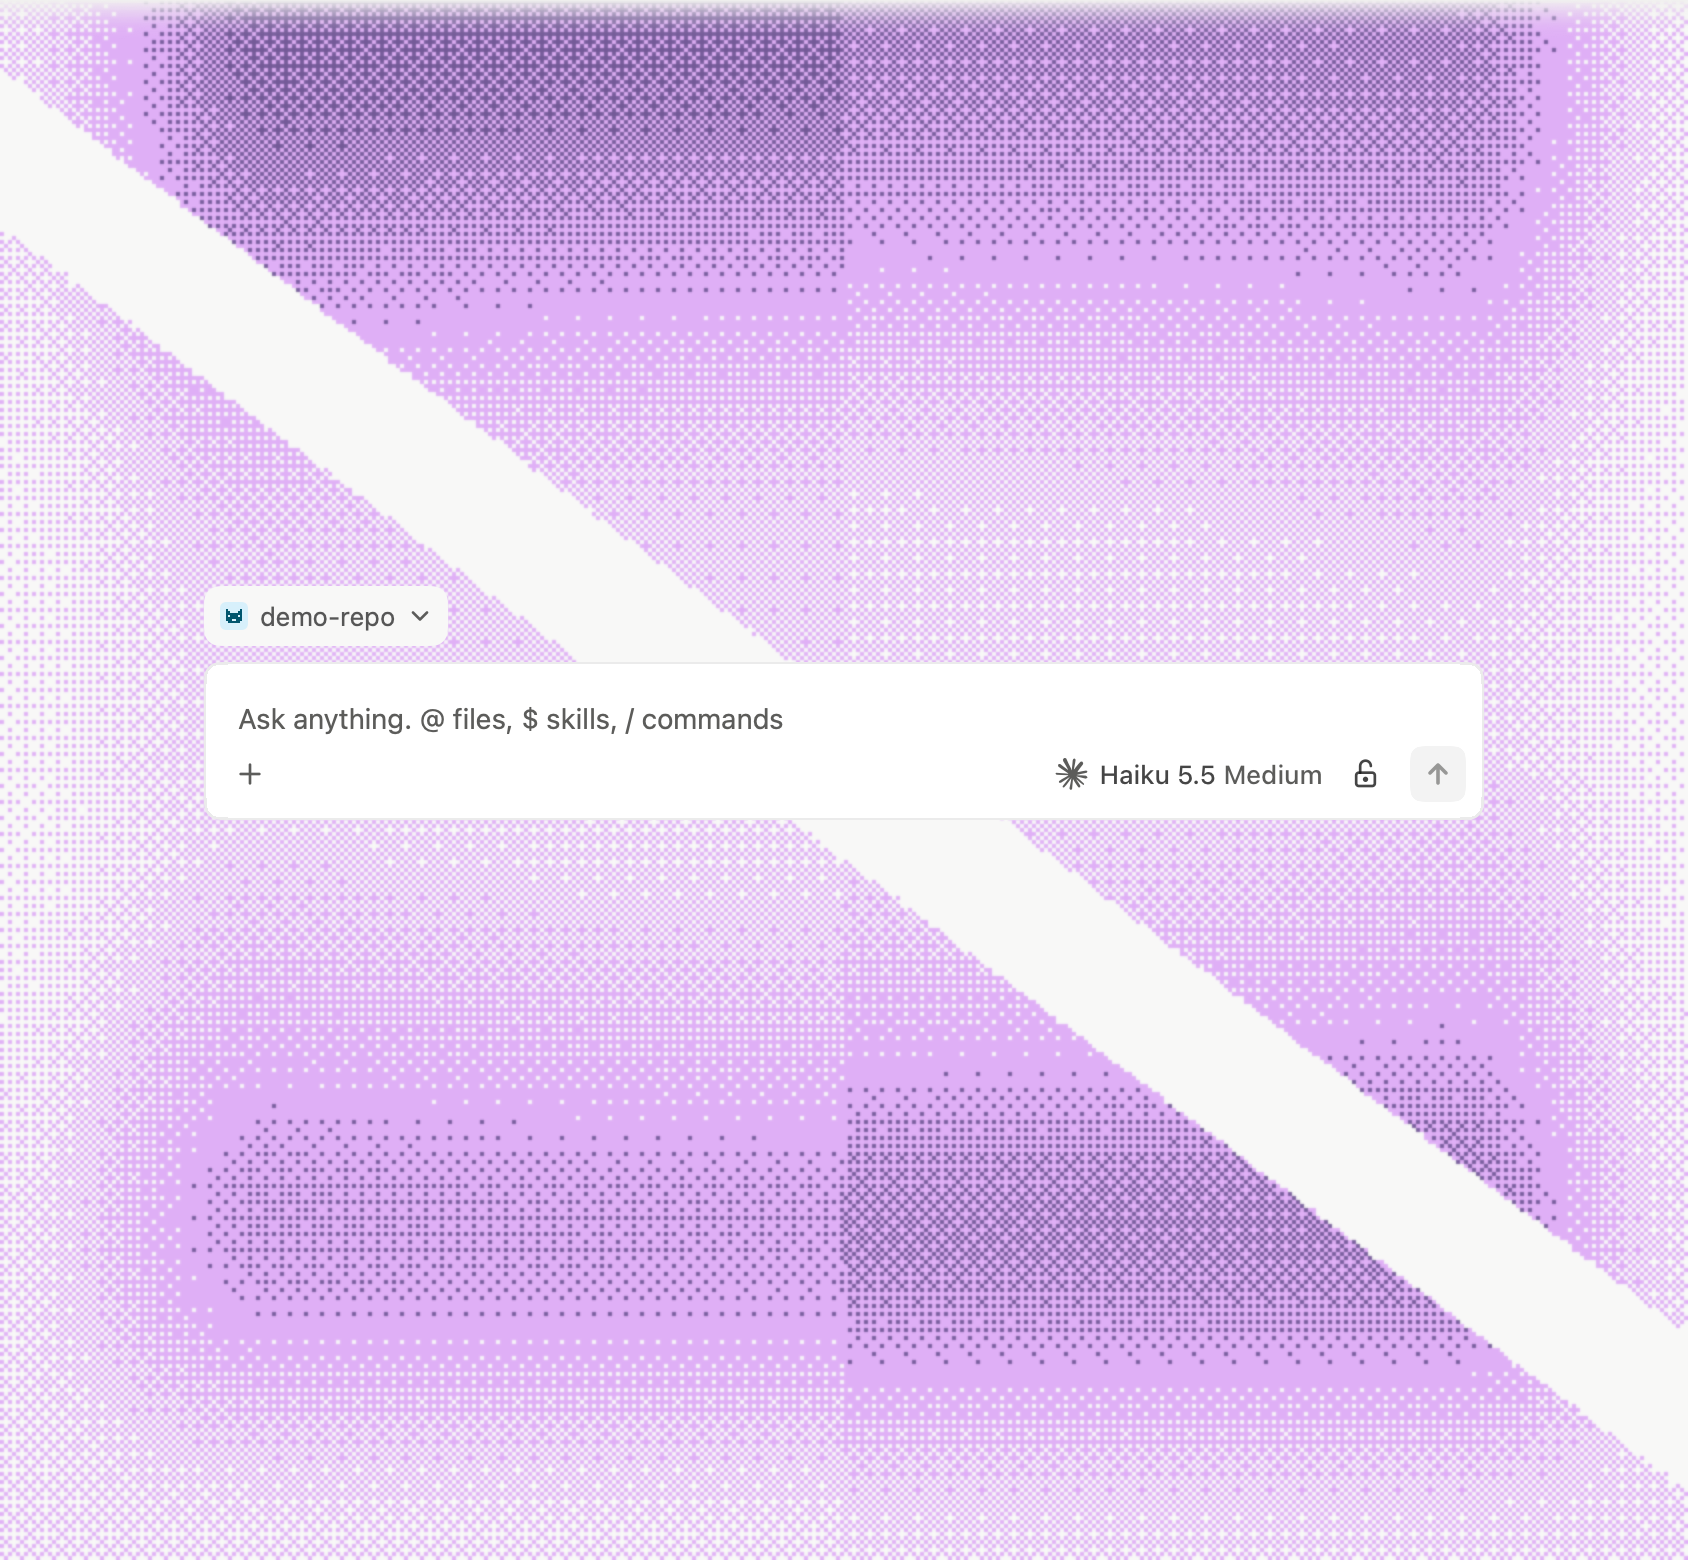 demo-repo
Ask anything. @ files, $ skills, / commands
Haiku 5.5 Medium